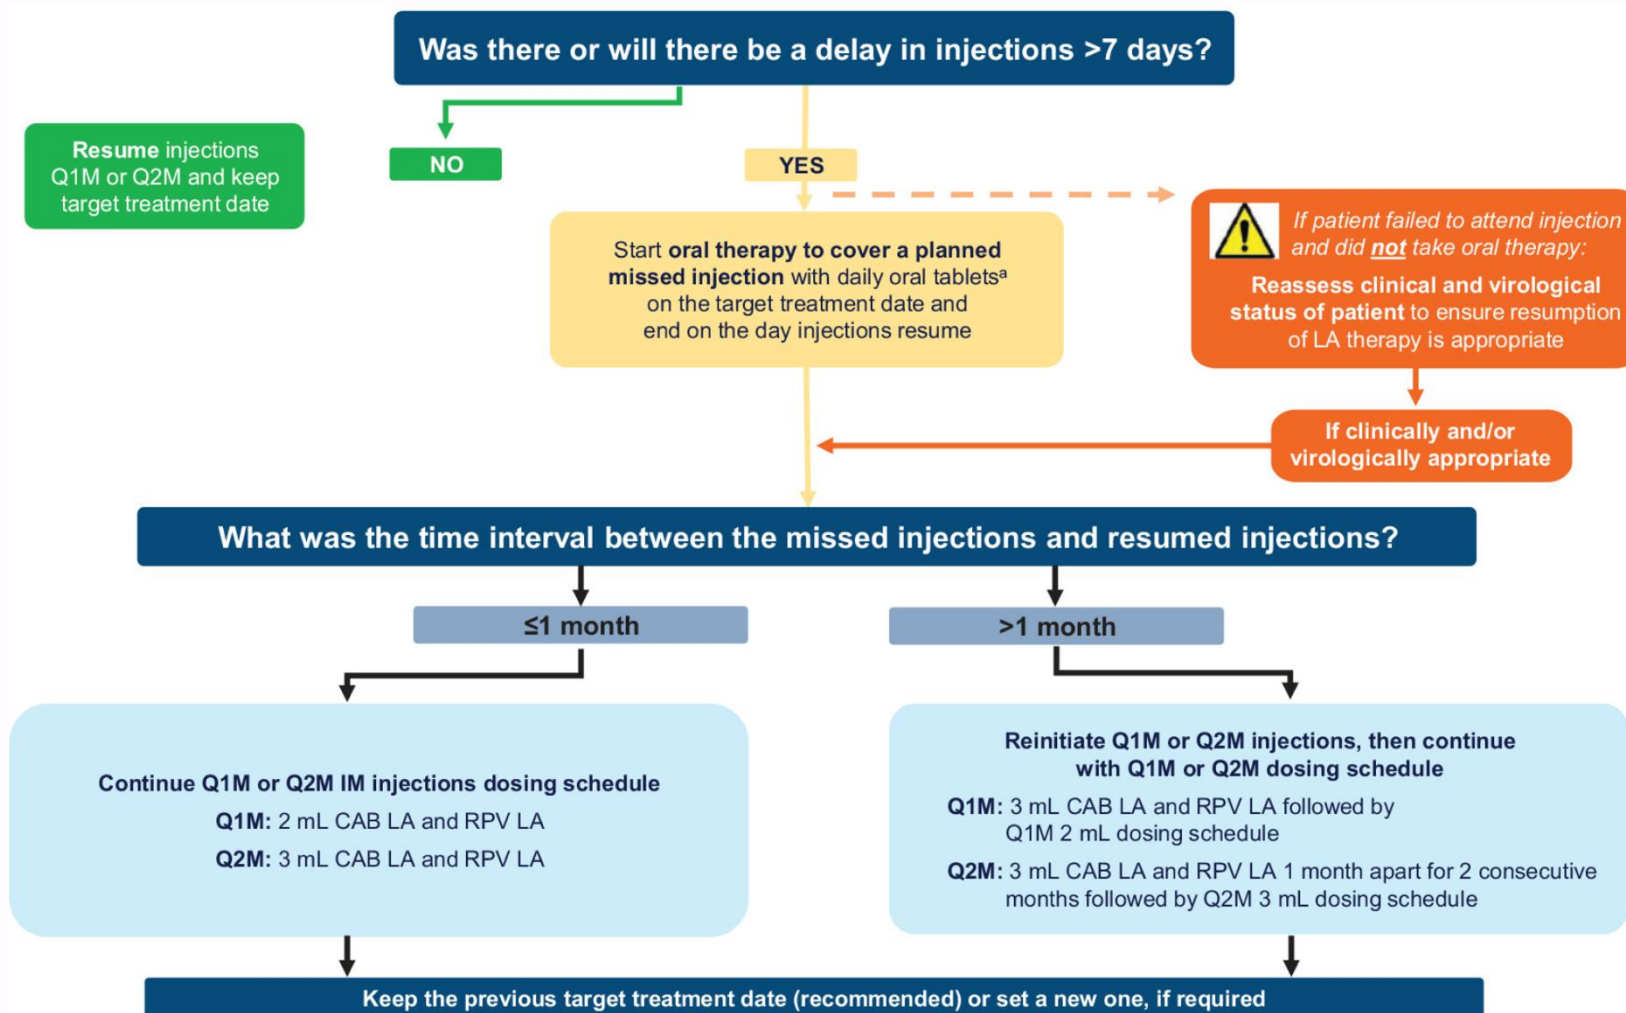 Was there or will there be a delay in injections >7 days?
Resume injections
Q1M or Q2M and keep
target treatment date
NO
YES
Start oral therapy to cover a planned
missed injection with daily oral tabletsᵃ
on the target treatment date and
end on the day injections resume
If patient failed to attend injection
and did not take oral therapy:
Reassess clinical and virological
status of patient to ensure resumption
of LA therapy is appropriate
If clinically and/or
virologically appropriate
What was the time interval between the missed injections and resumed injections?
≤1 month
>1 month
Continue Q1M or Q2M IM injections dosing schedule
Q1M: 2 mL CAB LA and RPV LA
Q2M: 3 mL CAB LA and RPV LA
Reinitiate Q1M or Q2M injections, then continue
with Q1M or Q2M dosing schedule
Q1M: 3 mL CAB LA and RPV LA followed by
Q1M 2 mL dosing schedule
Q2M: 3 mL CAB LA and RPV LA 1 month apart for 2 consecutive
months followed by Q2M 3 mL dosing schedule
Keep the previous target treatment date (recommended) or set a new one, if required